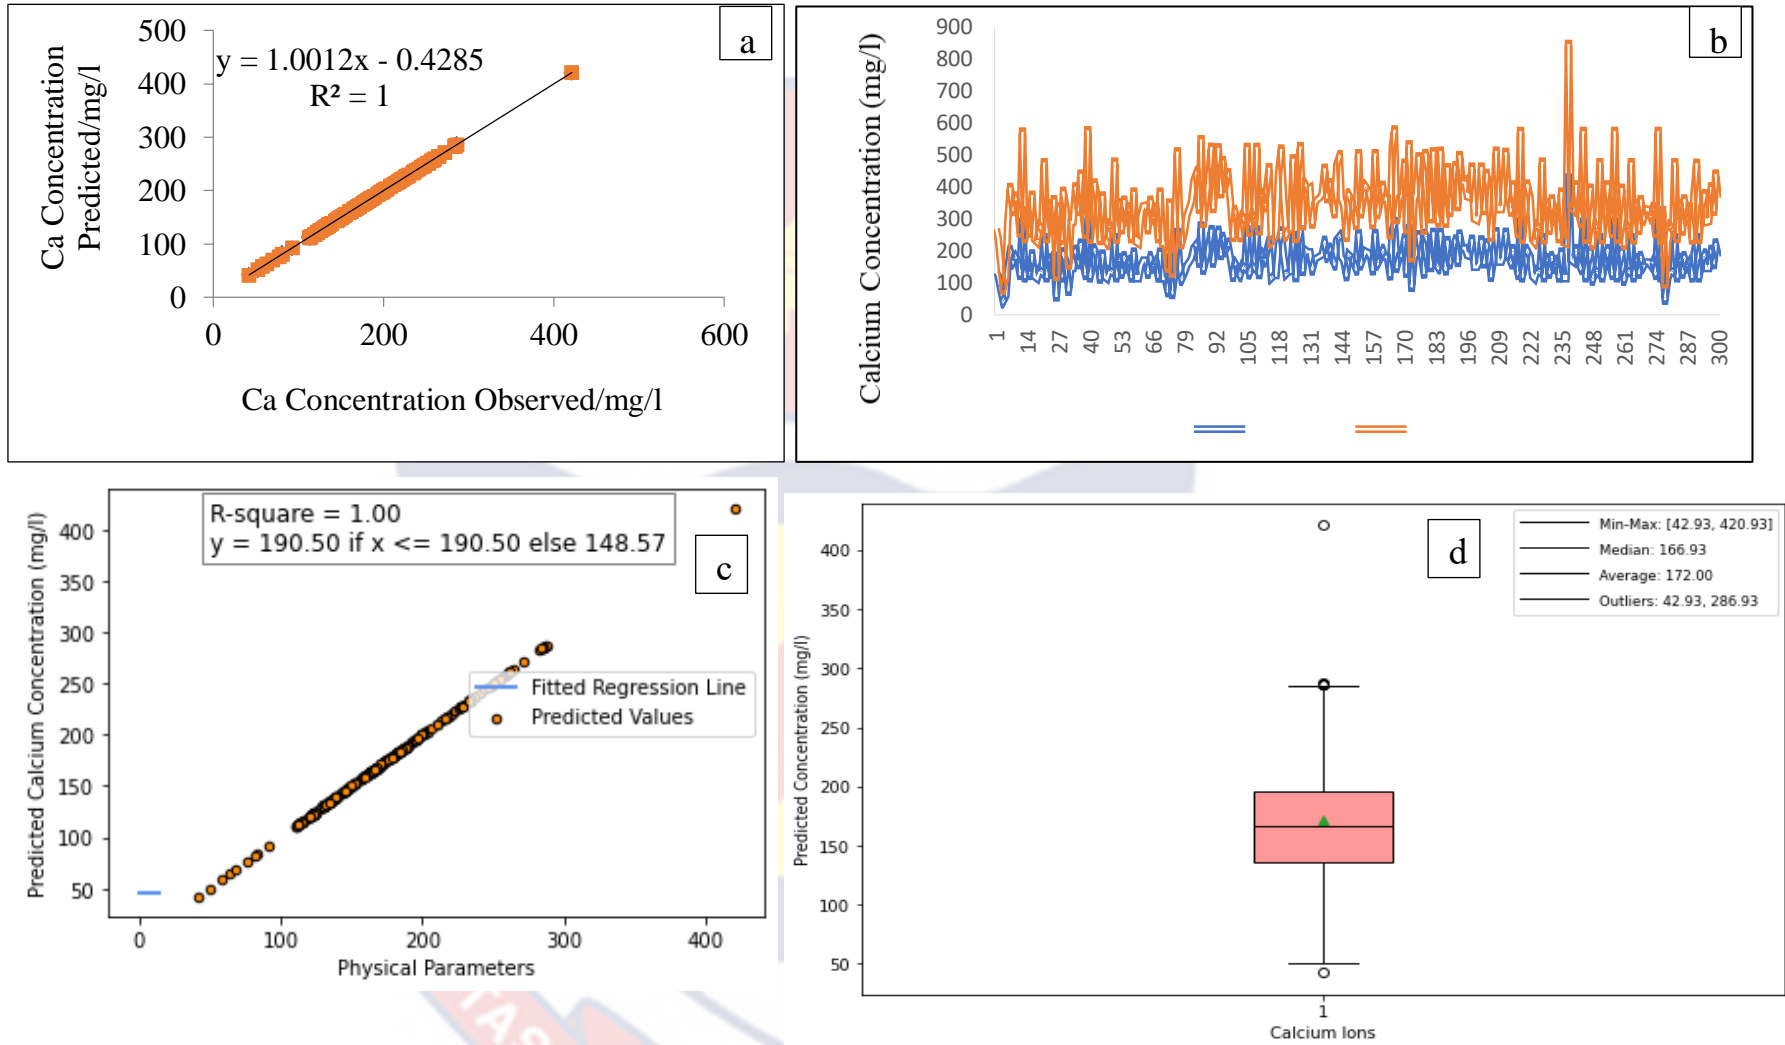 a
y = 1.0012x - 0.4285
R² = 1
Ca Concentration
Predicted/mg/l
500
400
300
200
100
0
0 200 400 600
Ca Concentration Observed/mg/l
b
Calcium Concentration (mg/l)
900
800
700
600
500
400
300
200
100
0
1 14 27 40 53 66 79 92 105 118 131 144 157 170 183 196 209 222 235 248 261 274 287 300
c
R-square = 1.00
y = 190.50 if x <= 190.50 else 148.57
Predicted Calcium Concentration (mg/l)
400
350
300
250
200
150
100
50
Fitted Regression Line
Predicted Values
0 100 200 300 400
Physical Parameters
d
Min-Max: [42.93, 420.93]
Median: 166.93
Average: 172.00
Outliers: 42.93, 286.93
Predicted Concentration (mg/l)
400
350
300
250
200
150
100
50
1
Calcium Ions
TAS